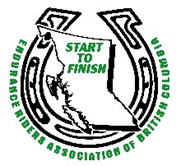 START
TO
FINISH
ENDURANCE RIDERS ASSOCIATION OF BRITISH COLUMBIA